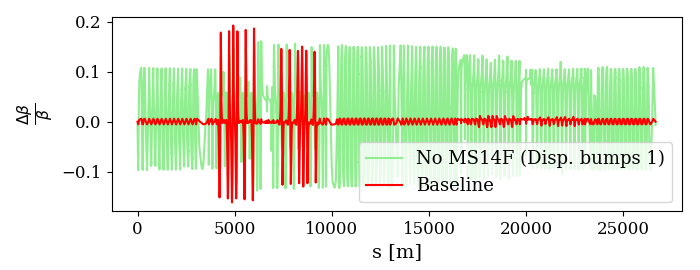 0.2
0.1
0.0
−0.1
Δβ
β
No MS14F (Disp. bumps 1)
Baseline
0 5000 10000 15000 20000 25000
s [m]